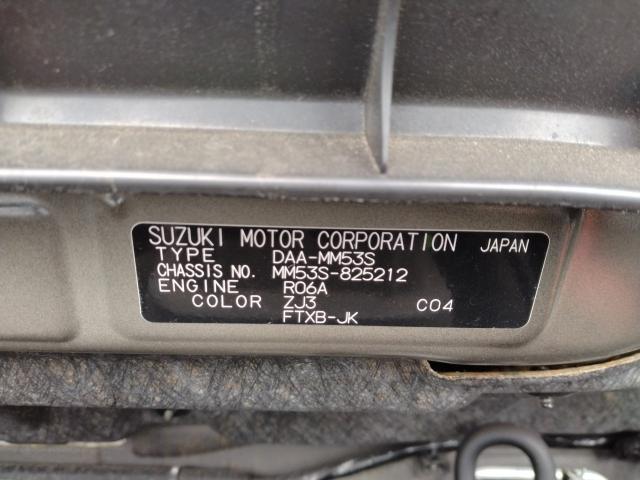 SUZUKI MOTOR CORPORATION JAPAN
TYPE DAA-MM53S
CHASSIS NO. MM53S-825212
ENGINE R06A
COLOR ZJ3 C04
FTXB-JK